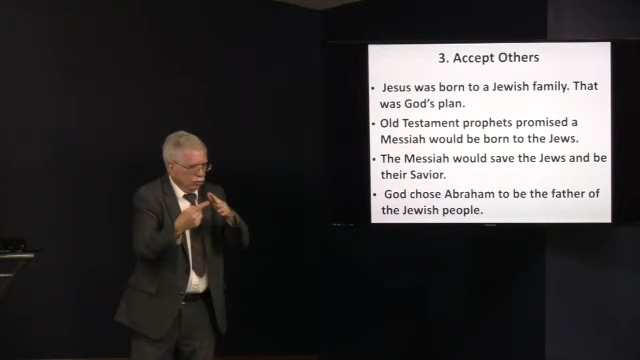 3. Accept Others
• Jesus was born to a Jewish family. That
was God's plan.
• Old Testament prophets promised a
Messiah would be born to the Jews.
• The Messiah would save the Jews and be
their Savior.
• God chose Abraham to be the father of
the Jewish people.